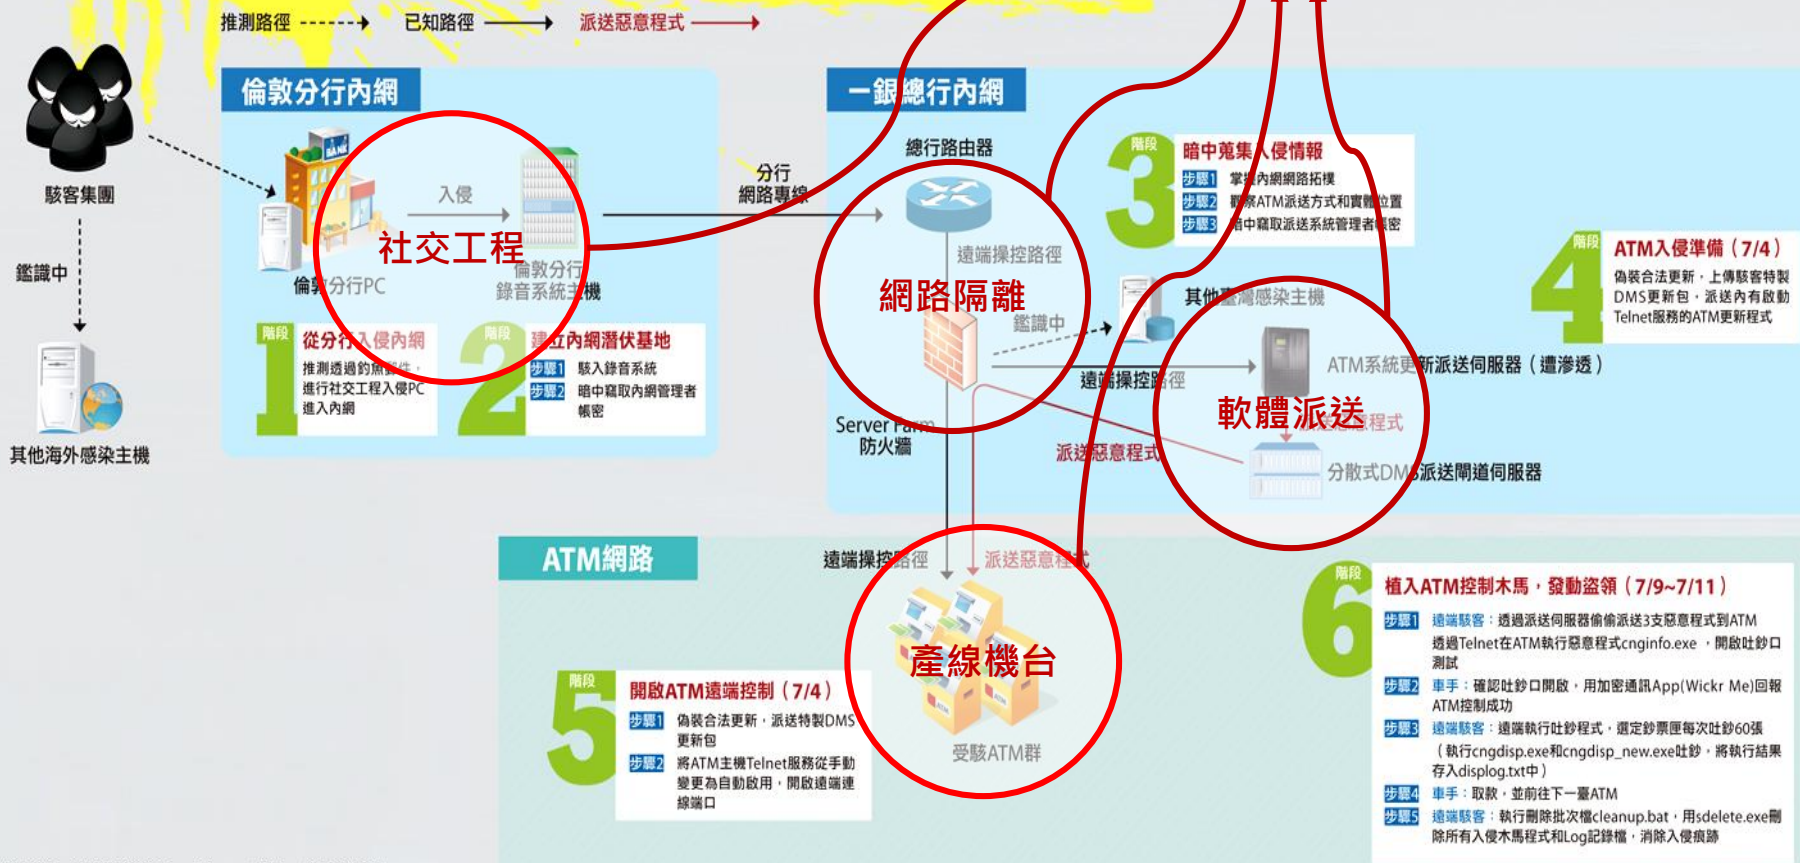 推測路徑
已知路徑
派送惡意程式
駭客集團
鑑識中
其他海外感染主機
倫敦分行內網
BANK
入侵
社交工程
倫敦分行PC
倫敦分行
錄音系統主機
階段
1
從分行入侵內網
推測透過釣魚郵件，
進行社交工程入侵PC
進入內網
階段
2
建立內網潛伏基地
步驟1 駭入錄音系統
步驟2 暗中竊取內網管理者
帳密
分行
網路專線
一銀總行內網
總行路由器
遠端操控路徑
網路隔離
鑑識中
Server Farm
防火牆
遠端操控路徑
派送惡意程式
階段
3
暗中蒐集入侵情報
步驟1 掌握內網網路拓樸
步驟2 觀察ATM派送方式和實體位置
步驟3 暗中竊取派送系統管理者帳密
其他臺灣感染主機
ATM系統更新派送伺服器（遭滲透）
軟體派送
派送惡意程式
分散式DMS派送閘道伺服器
階段
4
ATM入侵準備（7/4）
偽裝合法更新，上傳駭客特製
DMS更新包，派送內有啟動
Telnet服務的ATM更新程式
ATM網路
遠端操控路徑
派送惡意程式
產線機台
受駭ATM群
階段
5
開啟ATM遠端控制（7/4）
步驟1 偽裝合法更新，派送特製DMS
更新包
步驟2 將ATM主機Telnet服務從手動
變更為自動啟用，開啟遠端連
線端口
階段
6
植入ATM控制木馬，發動盜領（7/9~7/11）
步驟1 遠端駭客：透過派送伺服器偷偷派送3支惡意程式到ATM
透過Telnet在ATM執行惡意程式cnginfo.exe ，開啟吐鈔口
測試
步驟2 車手：確認吐鈔口開啟，用加密通訊App(Wickr Me)回報
ATM控制成功
步驟3 遠端駭客：遠端執行吐鈔程式，選定鈔票匣每次吐鈔60張
（執行cngdisp.exe和cngdisp_new.exe吐鈔，將執行結果
存入displog.txt中）
步驟4 車手：取款，並前往下一臺ATM
步驟5 遠端駭客：執行刪除批次檔cleanup.bat，用sdelete.exe刪
除所有入侵木馬程式和Log記錄檔，消除入侵痕跡